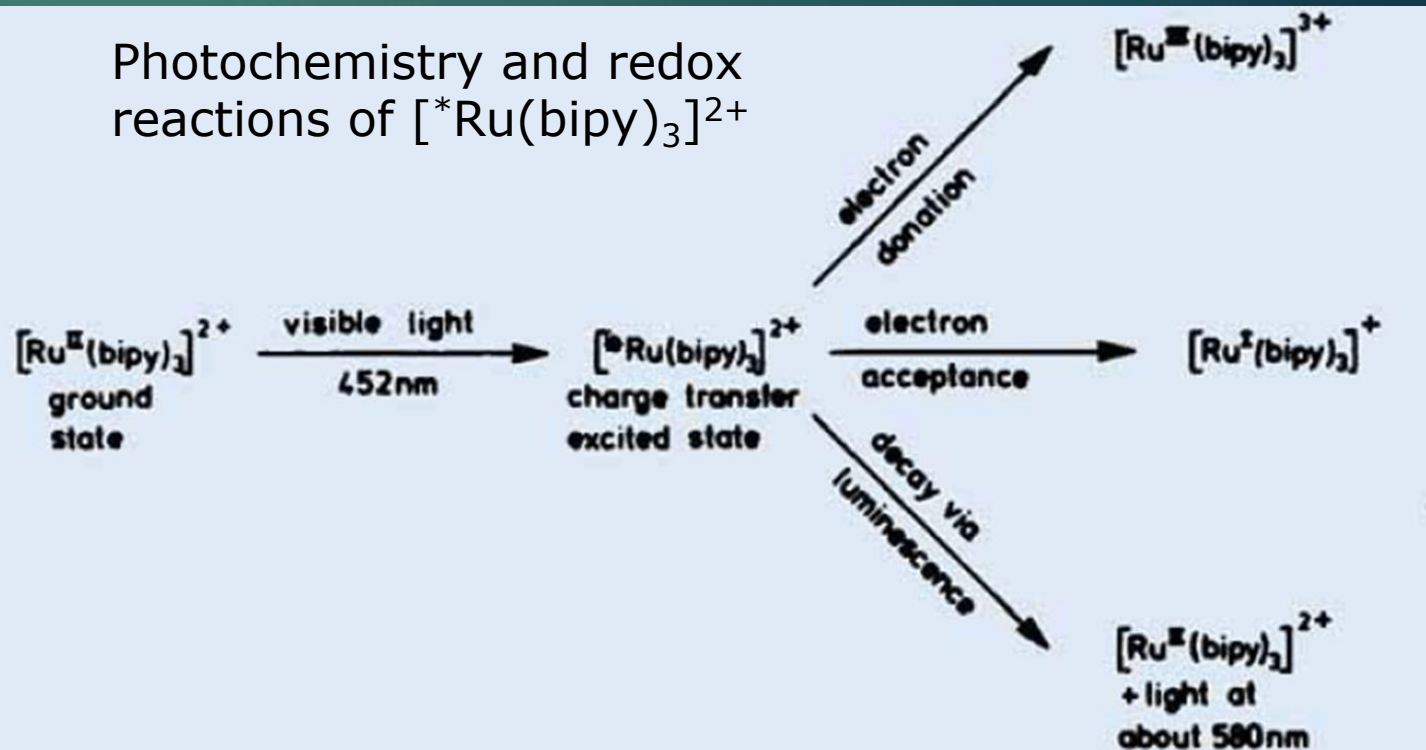 Photochemistry and redox
reactions of [*Ru(bipy)₃]²⁺
[Ruᴵᴵᴵ(bipy)₃]³⁺
electron
donation
[Ruᴵᴵ(bipy)₃]²⁺
ground
state
visible light
452nm
[*Ru(bipy)₃]²⁺
charge transfer
excited state
electron
acceptance
[Ruᴵ(bipy)₃]⁺
decay via
luminescence
[Ruᴵᴵ(bipy)₃]²⁺
+ light at
about 580nm